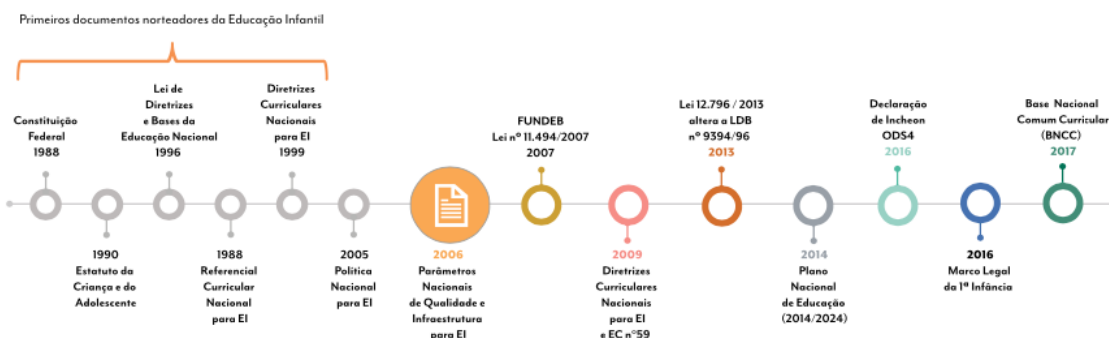 Primeiros documentos norteadores da Educação Infantil
Constituição
Federal
1988
1990
Estatuto da
Criança e do
Adolescente
Lei de
Diretrizes
e Bases da
Educação Nacional
1996
1988
Referencial
Curricular
Nacional
para EI
Diretrizes
Curriculares
Nacionais
para EI
1999
2005
Política
Nacional
para EI
2006
Parâmetros
Nacionais
de Qualidade e
Infraestrutura
para EI
FUNDEB
Lei nº 11.494/2007
2007
2009
Diretrizes
Curriculares
Nacionais
para EI
e EC n°59
Lei 12.796 / 2013
altera a LDB
nº 9394/96
2013
2014
Plano
Nacional
de Educação
(2014/2024)
Declaração
de Incheon
ODS4
2016
2016
Marco Legal
da 1ª Infância
Base Nacional
Comum Curricular
(BNCC)
2017